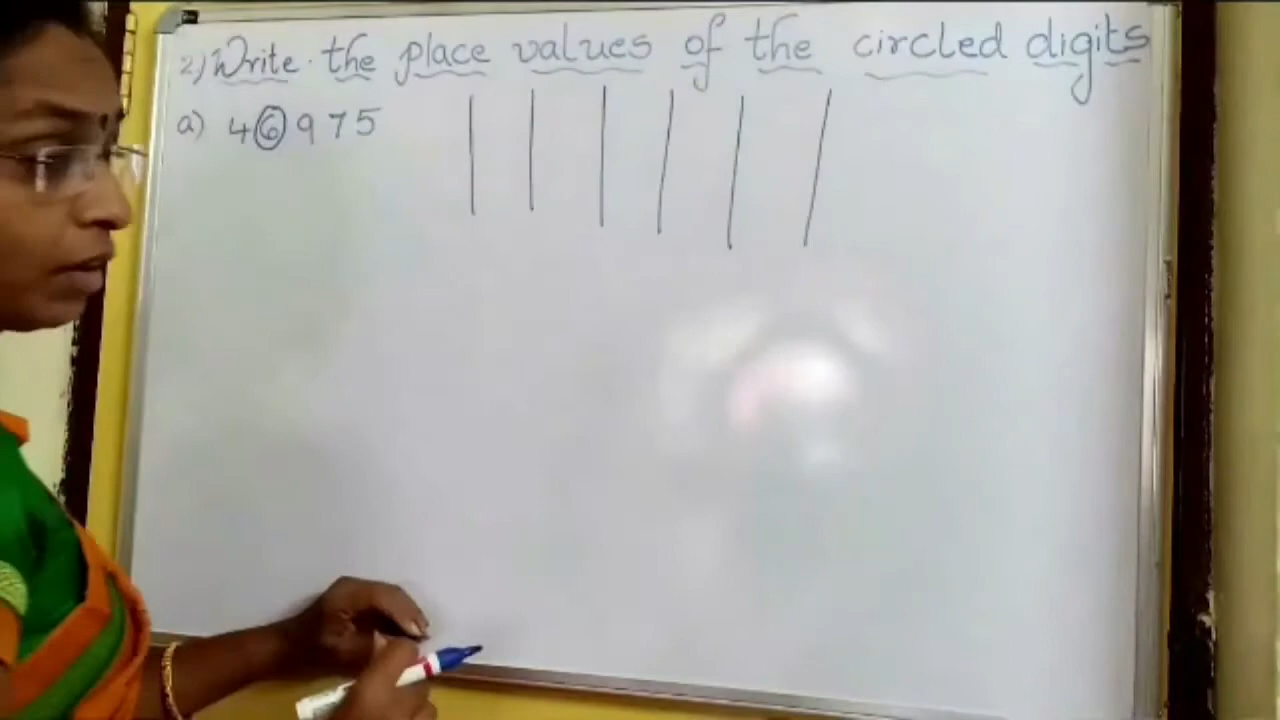 2) Write the place values of the circled digits
a) 46975